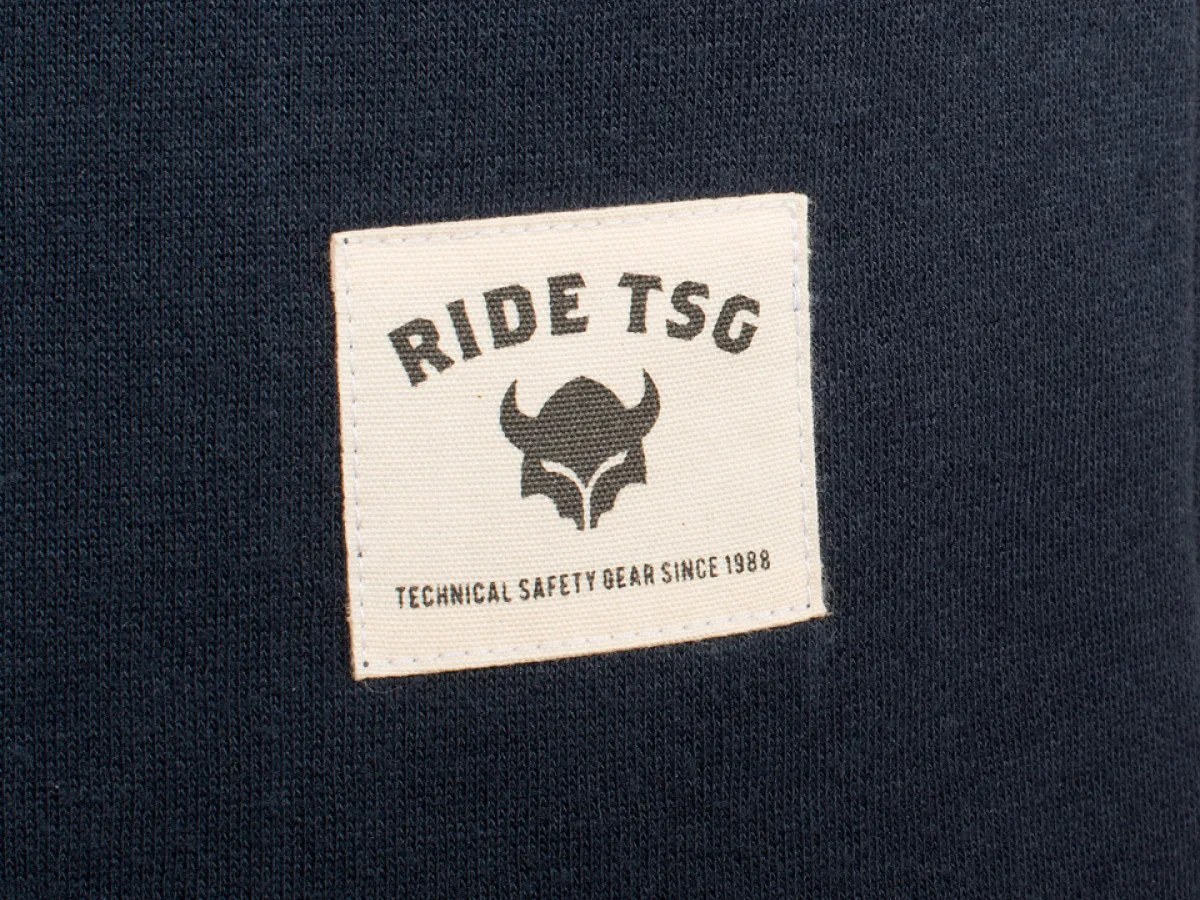 RIDE TSG
TECHNICAL SAFETY GEAR SINCE 1988